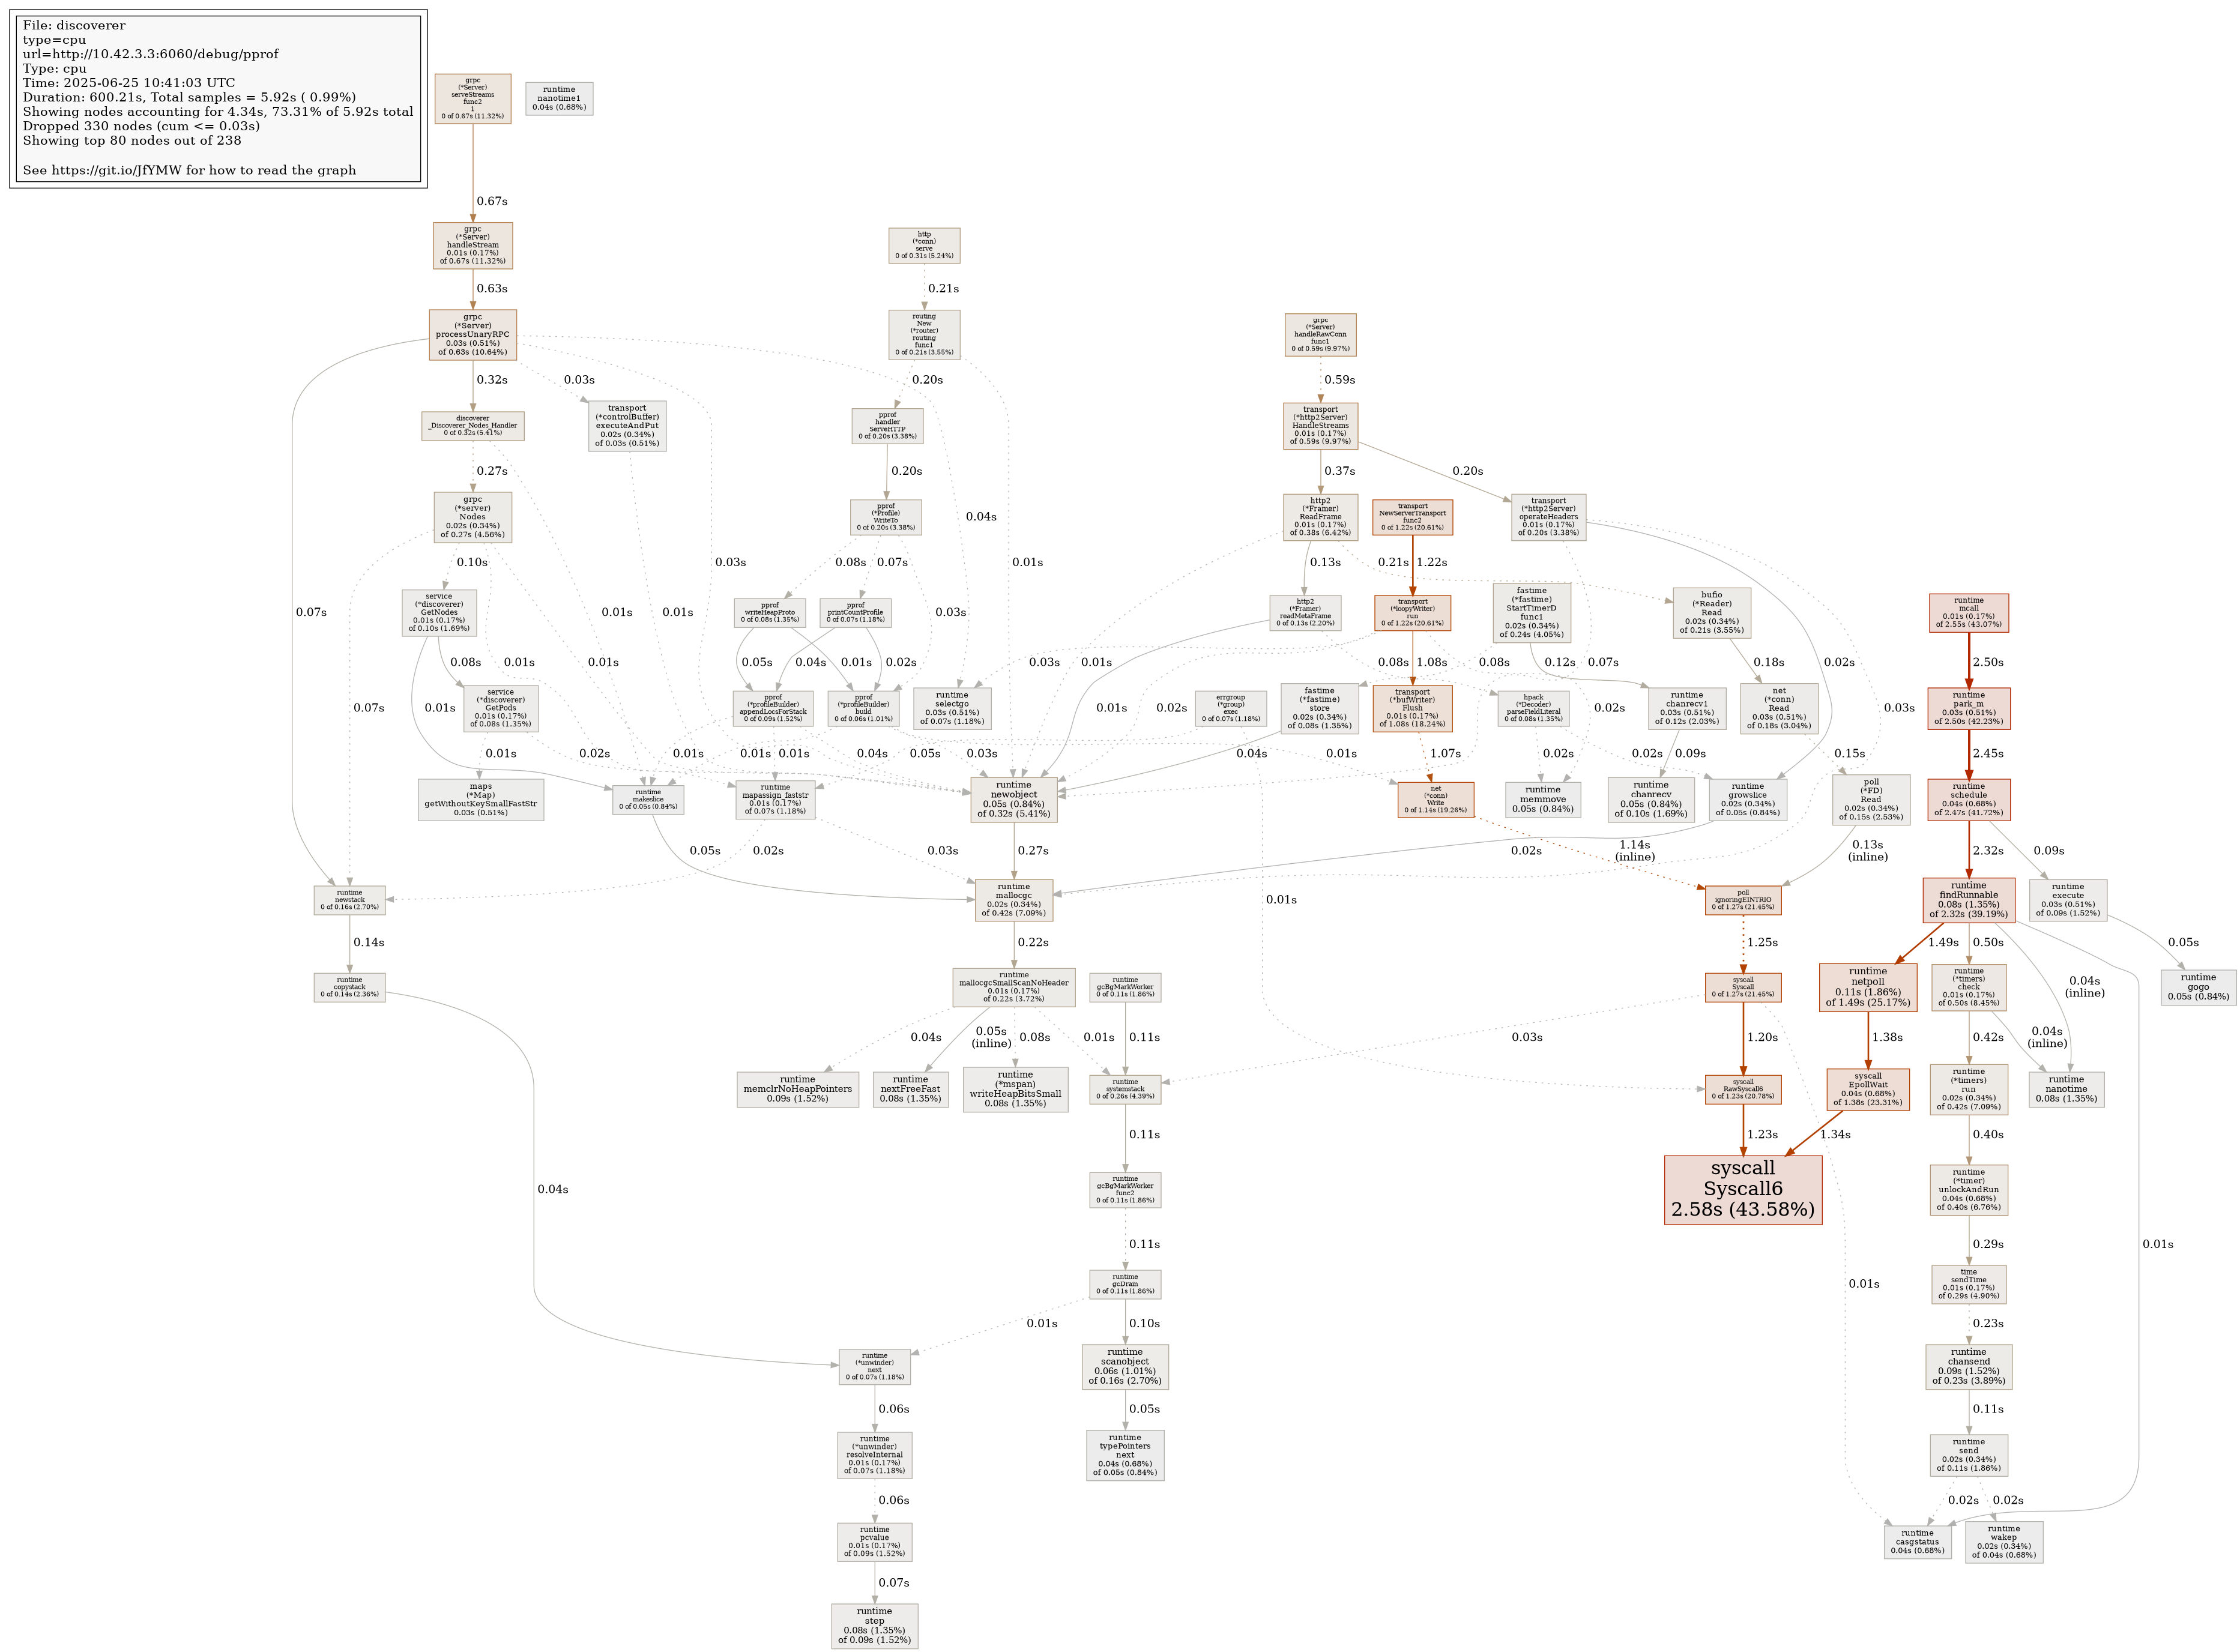 File: discoverer
type=cpu
url=http://10.42.3.3:6060/debug/pprof
Type: cpu
Time: 2025-06-25 10:41:03 UTC
Duration: 600.21s, Total samples = 5.92s ( 0.99%)
Showing nodes accounting for 4.34s, 73.31% of 5.92s total
Dropped 330 nodes (cum <= 0.03s)
Showing top 80 nodes out of 238
See https://git.io/JfYMW for how to read the graph
grpc
(*Server)
serveStreams
func2
1
0 of 0.67s (11.32%)
runtime
nanotime1
0.04s (0.68%)
0.67s
grpc
(*Server)
handleStream
0.01s (0.17%)
of 0.67s (11.32%)
http
(*conn)
serve
0 of 0.31s (5.24%)
0.63s
0.21s
grpc
(*Server)
processUnaryRPC
0.03s (0.51%)
of 0.63s (10.64%)
routing
New
(*router)
routing
func1
0 of 0.21s (3.55%)
grpc
(*Server)
handleRawConn
func1
0 of 0.59s (9.97%)
0.32s
0.03s
0.20s
0.59s
discoverer
_Discoverer_Nodes_Handler
0 of 0.32s (5.41%)
transport
(*controlBuffer)
executeAndPut
0.02s (0.34%)
of 0.03s (0.51%)
pprof
handler
ServeHTTP
0 of 0.20s (3.38%)
transport
(*http2Server)
HandleStreams
0.01s (0.17%)
of 0.59s (9.97%)
0.27s
0.20s
0.37s
0.20s
grpc
(*server)
Nodes
0.02s (0.34%)
of 0.27s (4.56%)
pprof
(*Profile)
WriteTo
0 of 0.20s (3.38%)
0.04s
http2
(*Framer)
ReadFrame
0.01s (0.17%)
of 0.38s (6.42%)
transport
NewServerTransport
func2
0 of 1.22s (20.61%)
transport
(*http2Server)
operateHeaders
0.01s (0.17%)
of 0.20s (3.38%)
0.10s
0.03s
0.08s
0.07s
0.01s
0.13s
0.21s
1.22s
0.07s
service
(*discoverer)
GetNodes
0.01s (0.17%)
of 0.10s (1.69%)
0.01s
0.01s
pprof
writeHeapProto
0 of 0.08s (1.35%)
pprof
printCountProfile
0 of 0.07s (1.18%)
0.03s
http2
(*Framer)
readMetaFrame
0 of 0.13s (2.20%)
transport
(*loopyWriter)
run
0 of 1.22s (20.61%)
fastime
(*fastime)
StartTimerD
func1
0.02s (0.34%)
of 0.24s (4.05%)
bufio
(*Reader)
Read
0.02s (0.34%)
of 0.21s (3.55%)
runtime
mcall
0.01s (0.17%)
of 2.55s (43.07%)
0.08s
0.01s
0.01s
0.05s
0.04s
0.01s
0.02s
0.03s
0.01s
0.08s
1.08s
0.08s
0.12s
0.07s
0.18s
0.02s
2.50s
0.07s
0.01s
service
(*discoverer)
GetPods
0.01s (0.17%)
of 0.08s (1.35%)
pprof
(*profileBuilder)
appendLocsForStack
0 of 0.09s (1.52%)
pprof
(*profileBuilder)
build
0 of 0.06s (1.01%)
runtime
selectgo
0.03s (0.51%)
of 0.07s (1.18%)
0.01s
0.02s
errgroup
(*group)
exec
0 of 0.07s (1.18%)
fastime
(*fastime)
store
0.02s (0.34%)
of 0.08s (1.35%)
transport
(*bufWriter)
Flush
0.01s (0.17%)
of 1.08s (18.24%)
hpack
(*Decoder)
parseFieldLiteral
0 of 0.08s (1.35%)
0.02s
runtime
chanrecv1
0.03s (0.51%)
of 0.12s (2.03%)
net
(*conn)
Read
0.03s (0.51%)
of 0.18s (3.04%)
0.03s
runtime
park_m
0.03s (0.51%)
of 2.50s (42.23%)
0.01s
0.02s
0.01s
0.01s
0.01s
0.04s
0.05s
0.03s
0.04s
0.01s
1.07s
0.02s
0.02s
0.09s
0.15s
2.45s
maps
(*Map)
getWithoutKeySmallFastStr
0.03s (0.51%)
runtime
makeslice
0 of 0.05s (0.84%)
runtime
mapassign_faststr
0.01s (0.17%)
of 0.07s (1.18%)
runtime
newobject
0.05s (0.84%)
of 0.32s (5.41%)
net
(*conn)
Write
0 of 1.14s (19.26%)
runtime
memmove
0.05s (0.84%)
runtime
chanrecv
0.05s (0.84%)
of 0.10s (1.69%)
runtime
growslice
0.02s (0.34%)
of 0.05s (0.84%)
poll
(*FD)
Read
0.02s (0.34%)
of 0.15s (2.53%)
runtime
schedule
0.04s (0.68%)
of 2.47s (41.72%)
0.05s
0.02s
0.03s
0.27s
1.14s
(inline)
0.02s
0.13s
(inline)
2.32s
0.09s
runtime
newstack
0 of 0.16s (2.70%)
runtime
mallocgc
0.02s (0.34%)
of 0.42s (7.09%)
0.01s
poll
ignoringEINTRIO
0 of 1.27s (21.45%)
runtime
findRunnable
0.08s (1.35%)
of 2.32s (39.19%)
runtime
execute
0.03s (0.51%)
of 0.09s (1.52%)
0.14s
0.22s
1.25s
1.49s
0.50s
0.04s
(inline)
0.05s
runtime
copystack
0 of 0.14s (2.36%)
runtime
mallocgcSmallScanNoHeader
0.01s (0.17%)
of 0.22s (3.72%)
runtime
gcBgMarkWorker
0 of 0.11s (1.86%)
syscall
Syscall
0 of 1.27s (21.45%)
runtime
netpoll
0.11s (1.86%)
of 1.49s (25.17%)
runtime
(*timers)
check
0.01s (0.17%)
of 0.50s (8.45%)
runtime
gogo
0.05s (0.84%)
0.04s
0.05s
(inline)
0.08s
0.01s
0.11s
0.03s
1.20s
1.38s
0.42s
0.04s
(inline)
runtime
memclrNoHeapPointers
0.09s (1.52%)
runtime
nextFreeFast
0.08s (1.35%)
runtime
(*mspan)
writeHeapBitsSmall
0.08s (1.35%)
runtime
systemstack
0 of 0.26s (4.39%)
syscall
RawSyscall6
0 of 1.23s (20.78%)
syscall
EpollWait
0.04s (0.68%)
of 1.38s (23.31%)
runtime
(*timers)
run
0.02s (0.34%)
of 0.42s (7.09%)
runtime
nanotime
0.08s (1.35%)
0.11s
1.23s
1.34s
0.40s
0.04s
runtime
gcBgMarkWorker
func2
0 of 0.11s (1.86%)
syscall
Syscall6
2.58s (43.58%)
runtime
(*timer)
unlockAndRun
0.04s (0.68%)
of 0.40s (6.76%)
0.11s
0.29s
0.01s
runtime
gcDrain
0 of 0.11s (1.86%)
0.01s
time
sendTime
0.01s (0.17%)
of 0.29s (4.90%)
0.01s
0.10s
0.23s
runtime
(*unwinder)
next
0 of 0.07s (1.18%)
runtime
scanobject
0.06s (1.01%)
of 0.16s (2.70%)
runtime
chansend
0.09s (1.52%)
of 0.23s (3.89%)
0.06s
0.05s
0.11s
runtime
(*unwinder)
resolveInternal
0.01s (0.17%)
of 0.07s (1.18%)
runtime
typePointers
next
0.04s (0.68%)
of 0.05s (0.84%)
runtime
send
0.02s (0.34%)
of 0.11s (1.86%)
0.06s
0.02s
0.02s
runtime
pcvalue
0.01s (0.17%)
of 0.09s (1.52%)
runtime
casgstatus
0.04s (0.68%)
runtime
wakep
0.02s (0.34%)
of 0.04s (0.68%)
0.07s
runtime
step
0.08s (1.35%)
of 0.09s (1.52%)